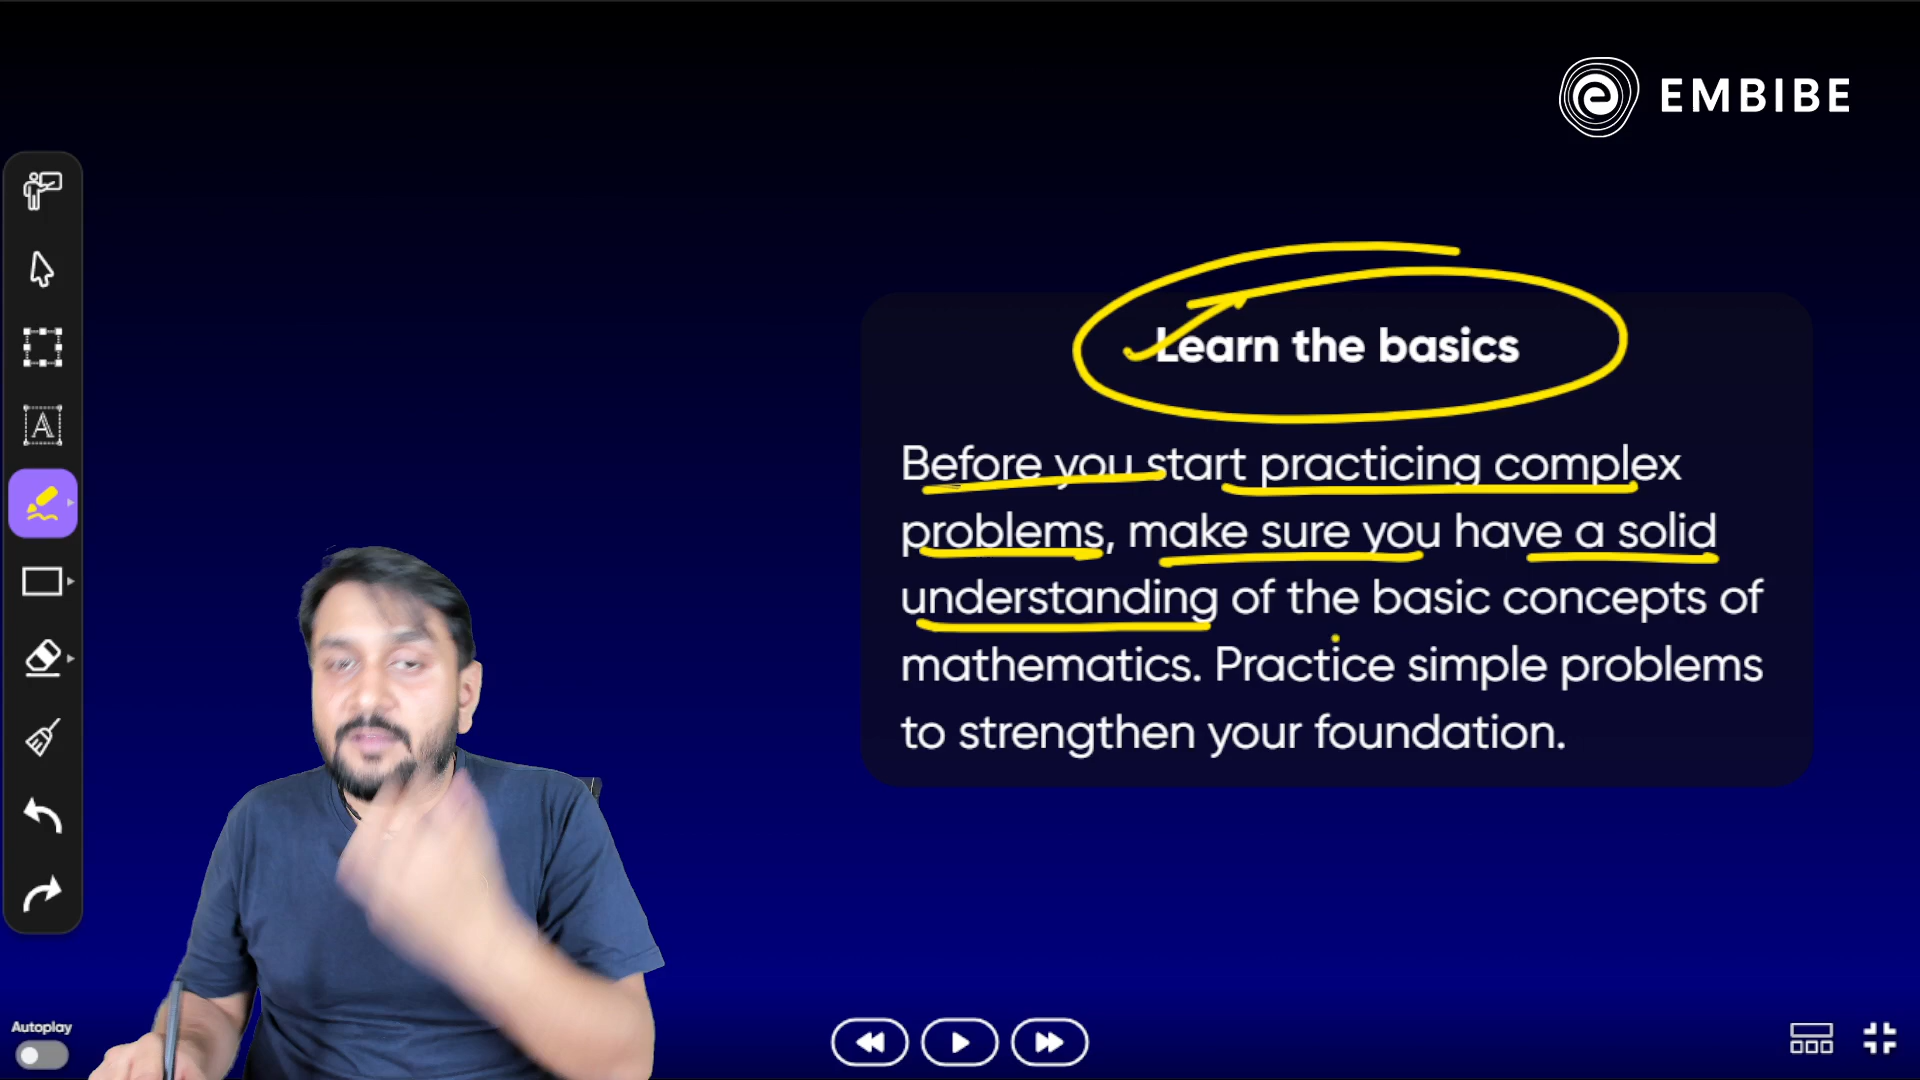 EMBIBE
Learn the basics
Before you start practicing complex
problems, make sure you have a solid
understanding of the basic concepts of
mathematics. Practice simple problems
to strengthen your foundation.
Autoplay